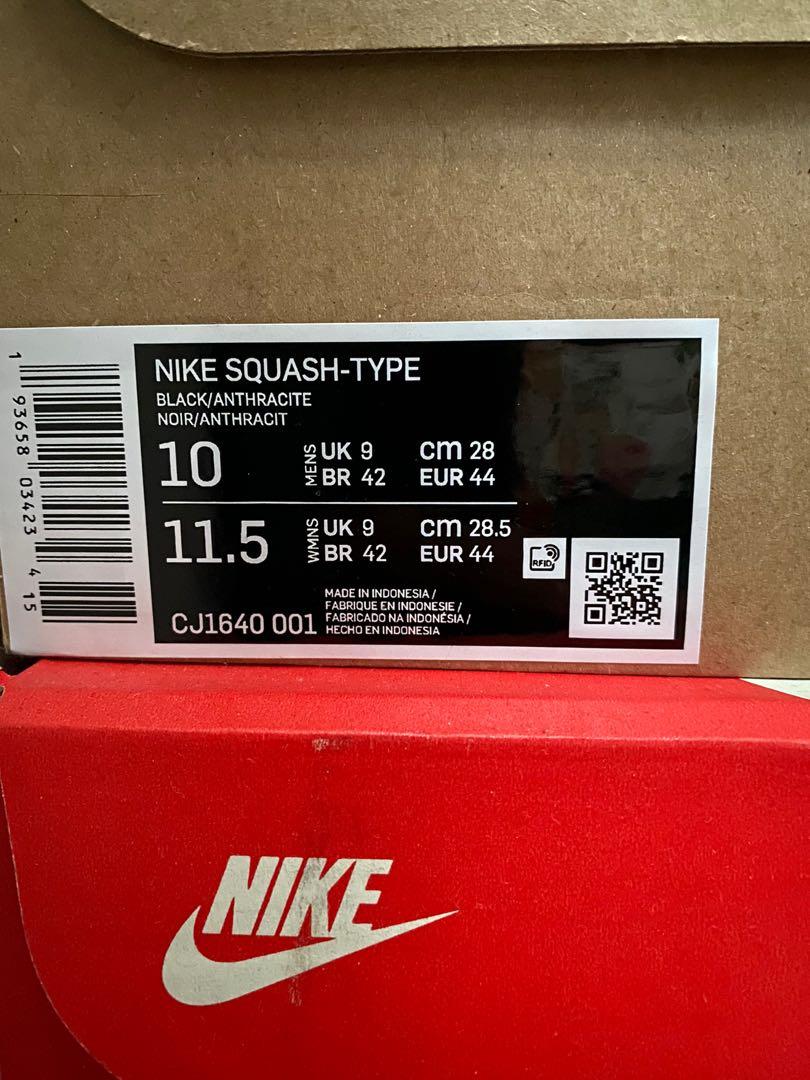 1 93658 03423 4 15
NIKE SQUASH-TYPE
BLACK/ANTHRACITE
NOIR/ANTHRACIT
10 MENS UK 9 cm 28
BR 42 EUR 44
11.5 WMNS UK 9 cm 28.5
BR 42 EUR 44
RFID
CJ1640 001
MADE IN INDONESIA /
FABRIQUE EN INDONESIE /
FABRICADO NA INDONÉSIA /
HECHO EN INDONESIA
NIKE